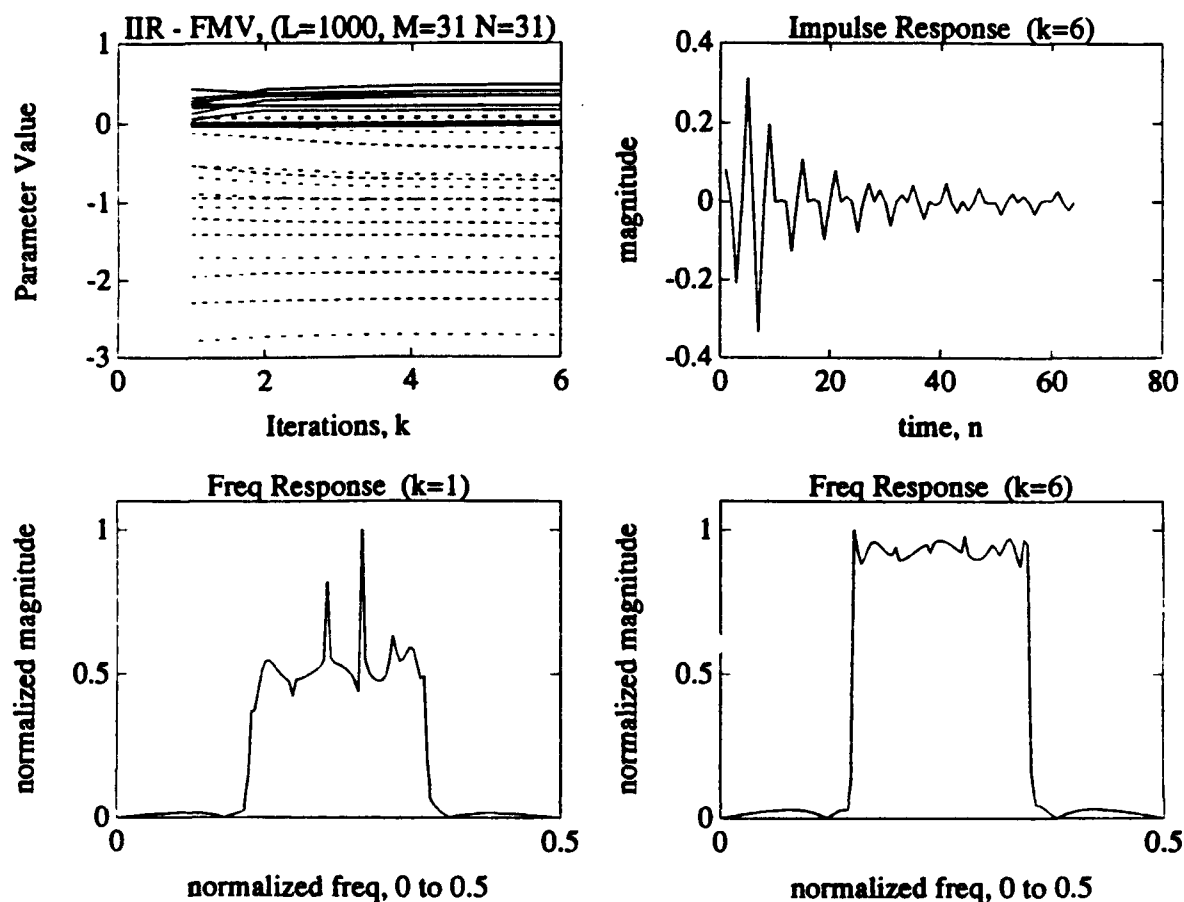 IIR - FMV, (L=1000, M=31 N=31)
1
0
-1
-2
-3
Parameter Value
0
2
4
6
Iterations, k
Impulse Response (k=6)
0.4
0.2
0
-0.2
-0.4
magnitude
0
20
40
60
80
time, n
Freq Response (k=1)
1
0.5
0
normalized magnitude
0
0.5
normalized freq, 0 to 0.5
Freq Response (k=6)
1
0.5
0
normalized magnitude
0
0.5
normalized freq, 0 to 0.5